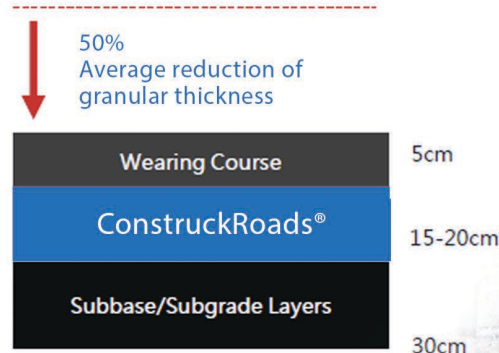 50%
Average reduction of
granular thickness
Wearing Course
5cm
ConstruckRoads®
15-20cm
Subbase/Subgrade Layers
30cm